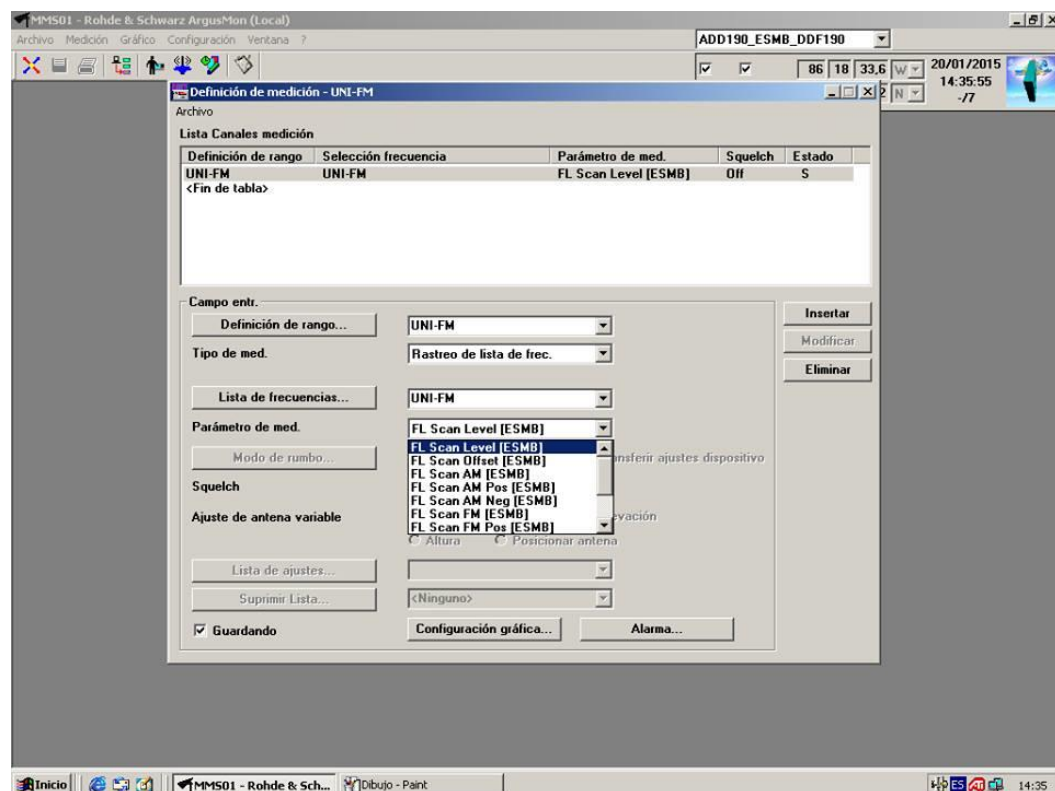 MMS01 - Rohde & Schwarz ArgusMon (Local)
Archivo Medición Gráfico Configuración Ventana ?
ADD190_ESMB_DDF190
86 18 33,6 W
20/01/2015
14:35:55
-/7
2 N
Definición de medición - UNI-FM
Archivo
Lista Canales medición
Definición de rango Selección frecuencia Parámetro de med. Squelch Estado
UNI-FM UNI-FM FL Scan Level [ESMB] Off S
<Fin de tabla>
Campo entr.
Definición de rango... UNI-FM
Insertar
Tipo de med. Rastreo de lista de frec.
Modificar
Eliminar
Lista de frecuencias... UNI-FM
Parámetro de med. FL Scan Level [ESMB]
FL Scan Level [ESMB]
FL Scan Offset [ESMB]
FL Scan AM [ESMB]
FL Scan AM Pos [ESMB]
FL Scan AM Neg [ESMB]
FL Scan FM [ESMB]
FL Scan FM Pos [ESMB]
Modo de rumbo... ansferir ajustes dispositivo
Squelch
Ajuste de antena variable evación
Altura Posicionar antena
Lista de ajustes...
Suprimir Lista... <Ninguno>
Guardando Configuración gráfica... Alarma...
Inicio MMS01 - Rohde & Sch... Dibujo - Paint ES 14:35